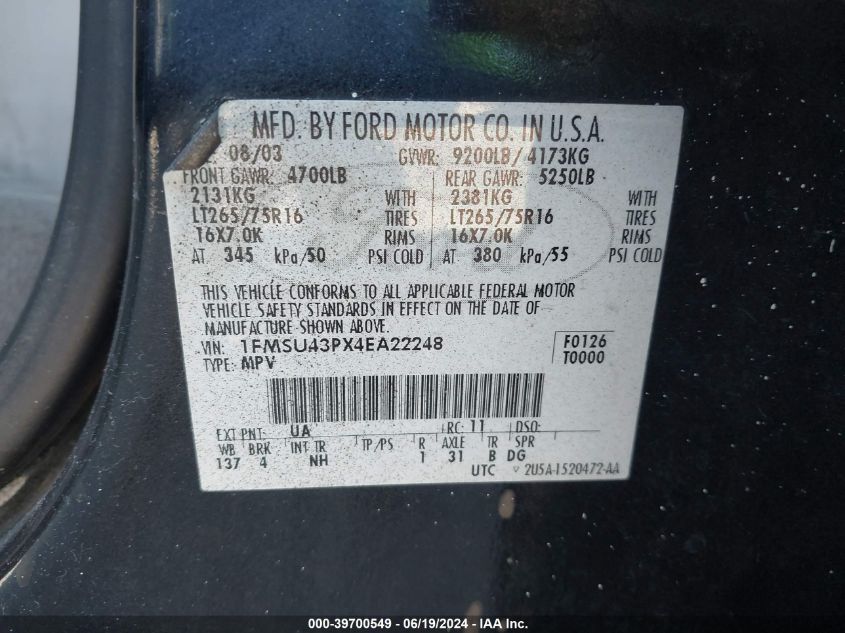 MFD. BY FORD MOTOR CO. IN U.S.A.
08/03 GVWR: 9200LB/4173KG
FRONT GAWR: 4700LB REAR GAWR: 5250LB
2131KG WITH 2381KG WITH
LT265/75R16 TIRES LT265/75R16 TIRES
16X7.0K RIMS 16X7.0K RIMS
AT 345 kPa/50 PSI COLD AT 380 kPa/55 PSI COLD
THIS VEHICLE CONFORMS TO ALL APPLICABLE FEDERAL MOTOR
VEHICLE SAFETY STANDARDS IN EFFECT ON THE DATE OF
MANUFACTURE SHOWN ABOVE.
VIN: 1FMSU43PX4EA22248 F0126
TYPE: MPV T0000
EXT PNT: UA RC: 11 DSO:
WB BRK INT TR TP/PS R AXLE TR SPR
137 4 NH 1 31 B DG
UTC ▽ 2U5A-1520472-AA
000-39700549 - 06/19/2024 - IAA Inc.